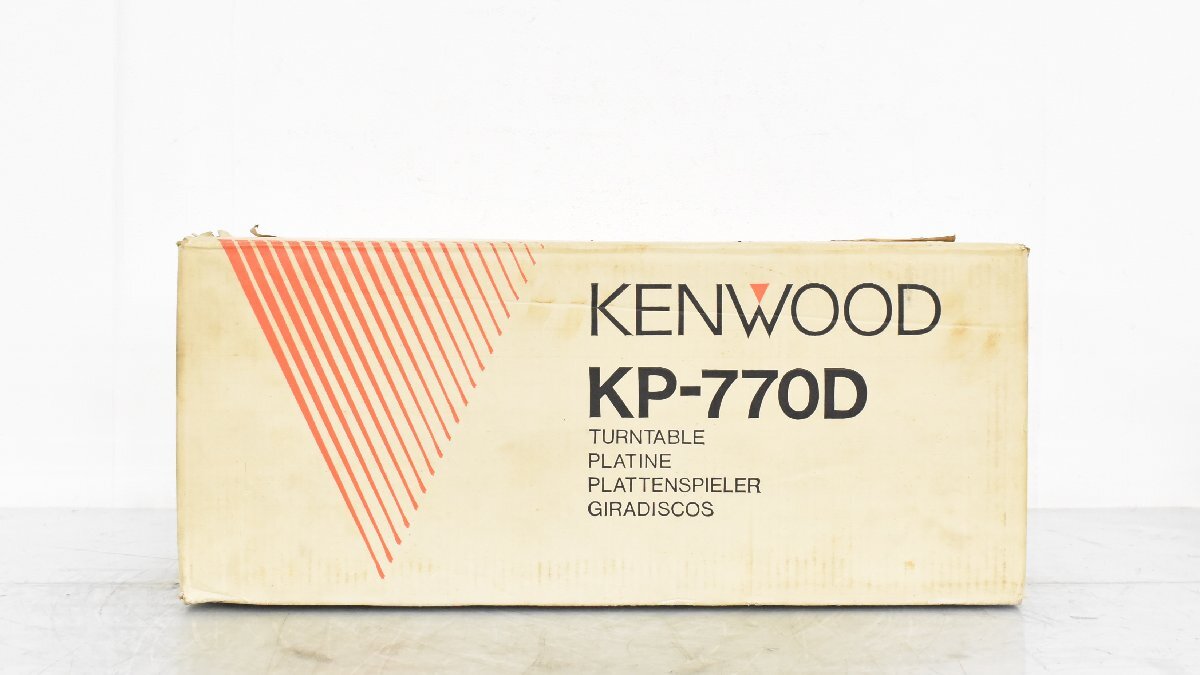 KENWOOD
KP-770D
TURNTABLE
PLATINE
PLATTENSPIELER
GIRADISCOS